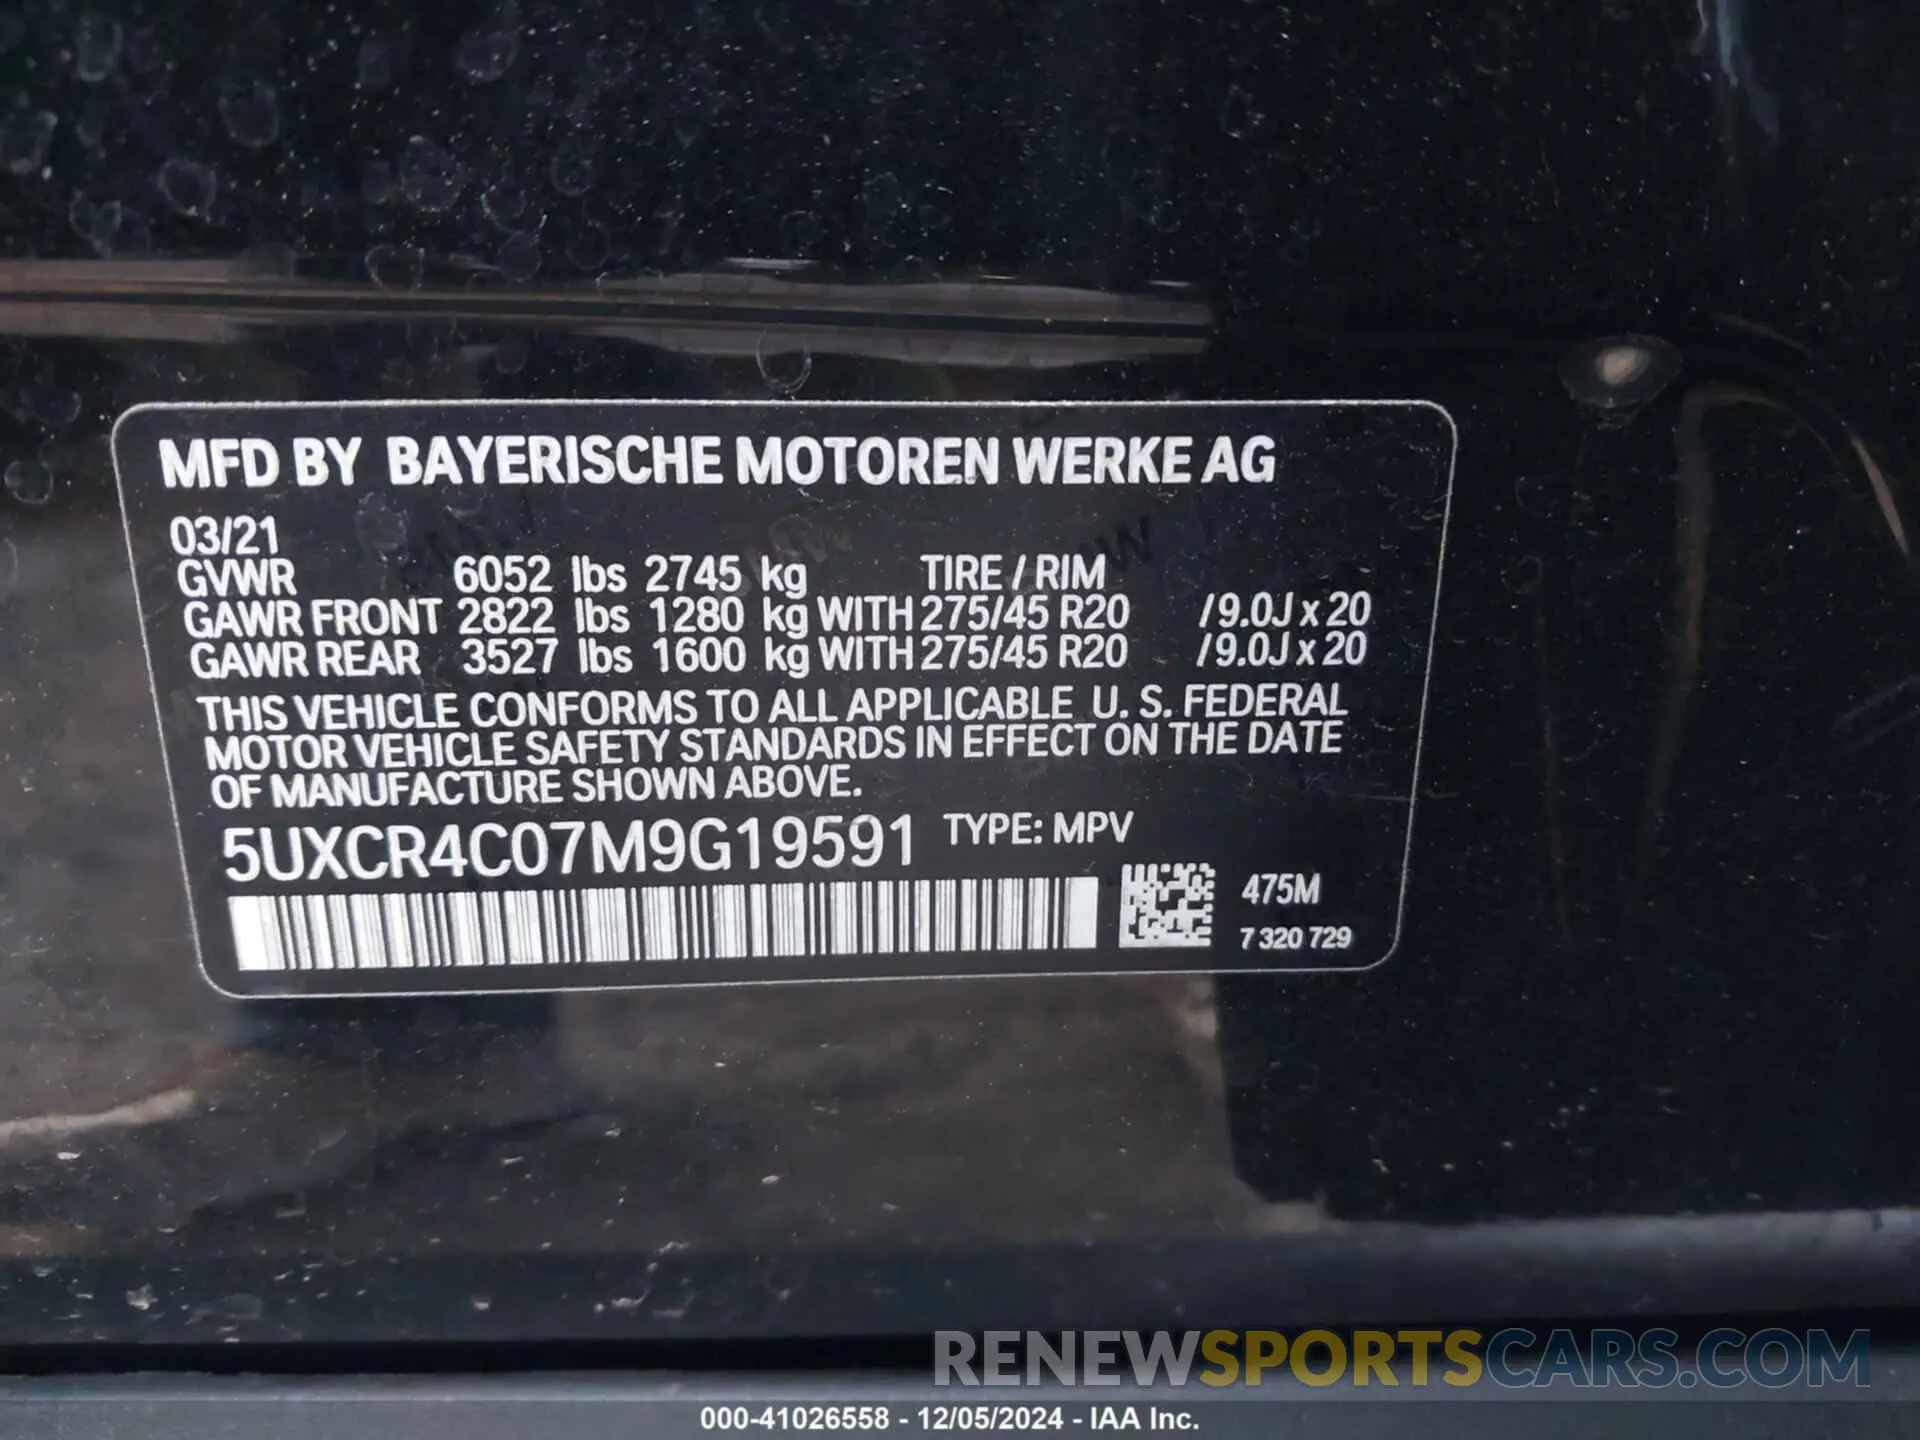 MFD BY BAYERISCHE MOTOREN WERKE AG
03/21
GVWR 6052 lbs 2745 kg TIRE / RIM
GAWR FRONT 2822 lbs 1280 kg WITH 275/45 R20 / 9.0J x 20
GAWR REAR 3527 lbs 1600 kg WITH 275/45 R20 / 9.0J x 20
THIS VEHICLE CONFORMS TO ALL APPLICABLE U. S. FEDERAL
MOTOR VEHICLE SAFETY STANDARDS IN EFFECT ON THE DATE
OF MANUFACTURE SHOWN ABOVE.
5UXCR4C07M9G19591 TYPE: MPV
475M
7 320 729
RENEWSPORTSCARS.COM
000-41026558 - 12/05/2024 - IAA Inc.